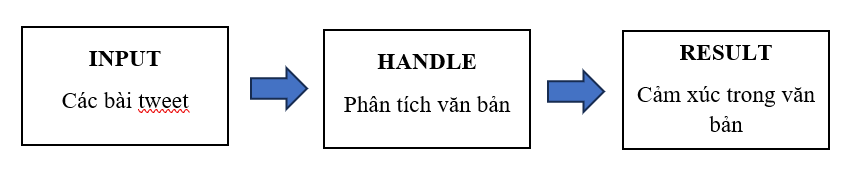 INPUT
Các bài tweet
HANDLE
Phân tích văn bản
RESULT
Cảm xúc trong văn
bản